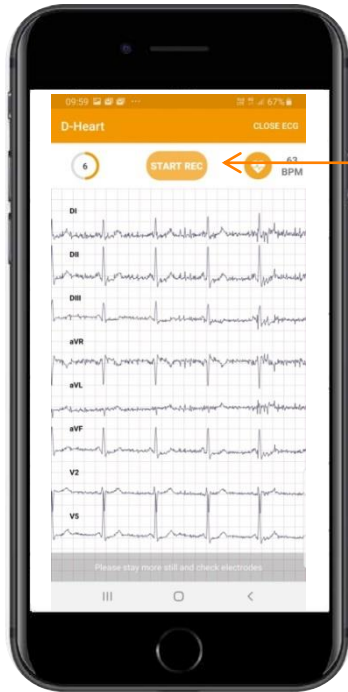 09:59 ... 67%
D-Heart CLOSE ECG
6 START REC 63
BPM
DI
DII
DIII
aVR
aVL
aVF
V2
V5
Please stay more still and check electrodes